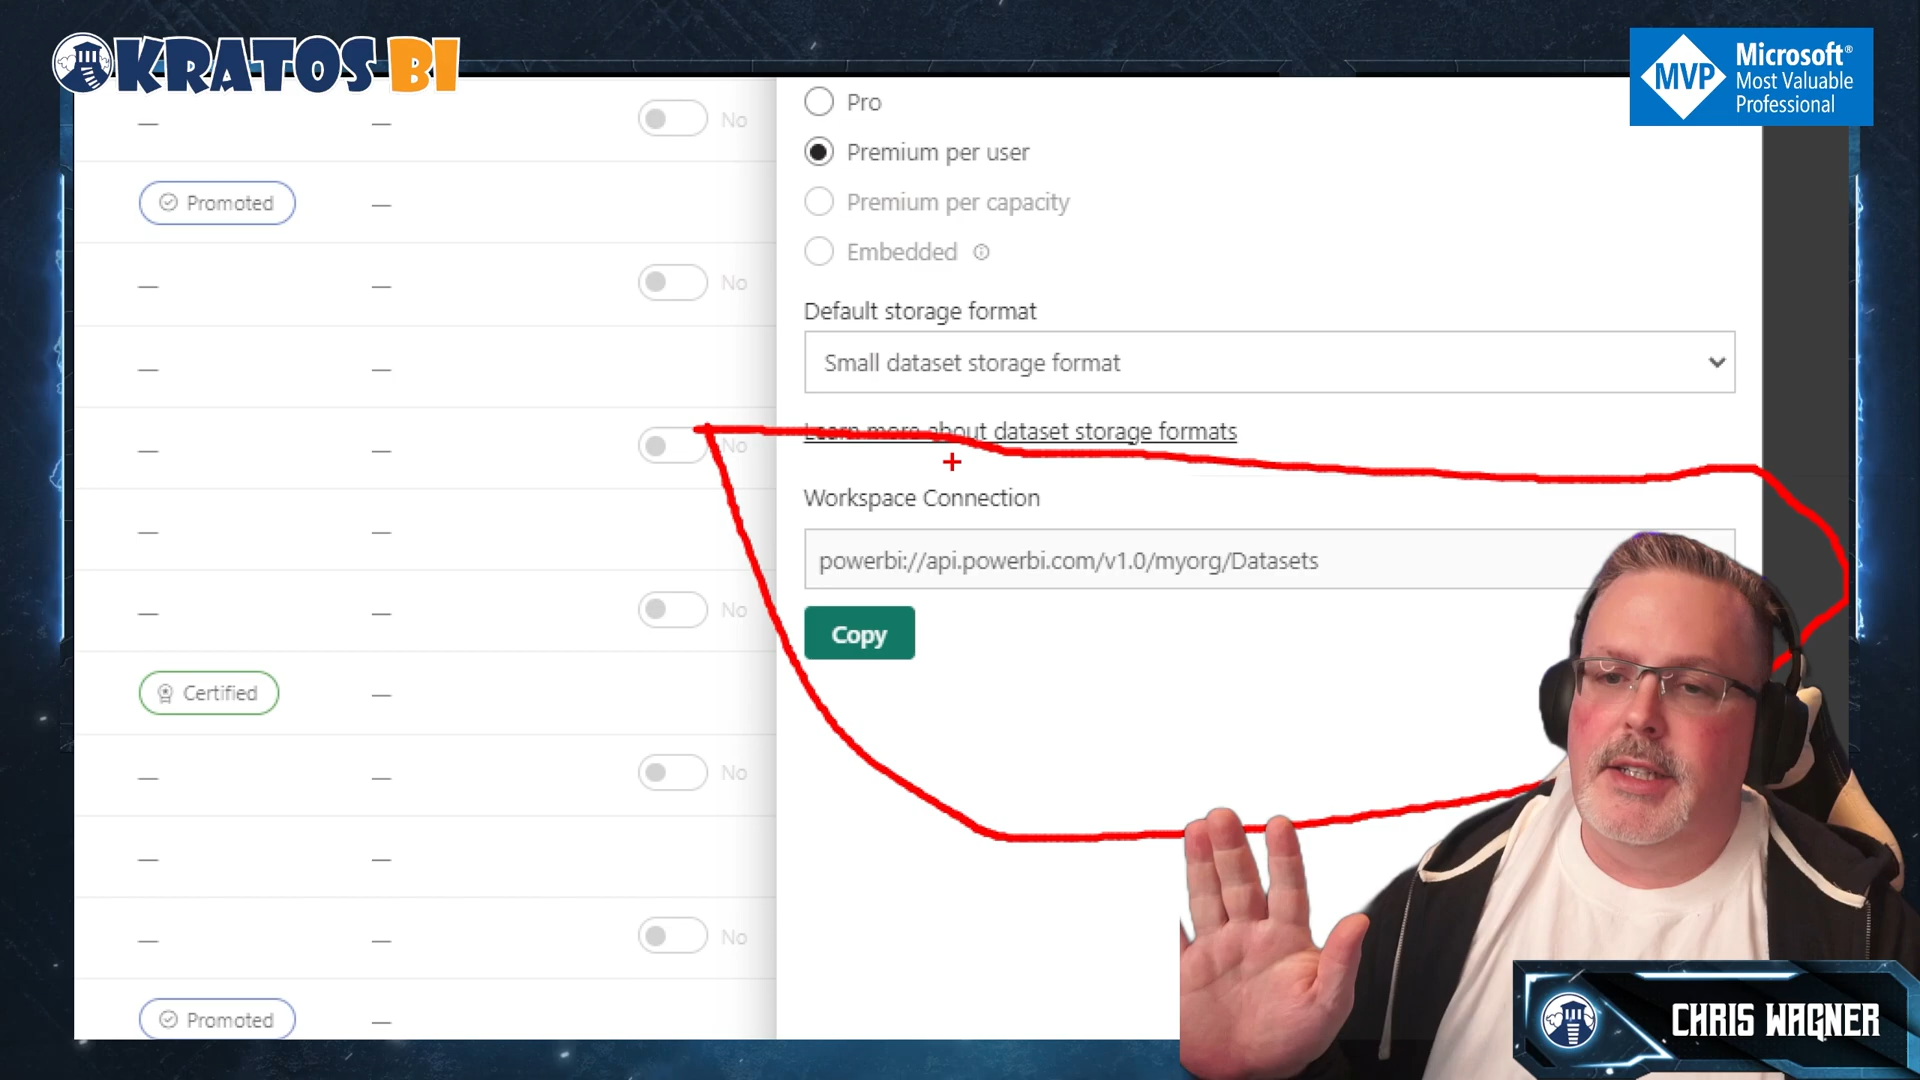 KRATOS BI
MVP
Microsoft®
Most Valuable
Professional
Pro
No
Premium per user
Promoted
Premium per capacity
Embedded
No
Default storage format
Small dataset storage format
Learn more about dataset storage formats
No
Workspace Connection
powerbi://api.powerbi.com/v1.0/myorg/Datasets
No
Copy
Certified
No
No
Promoted
CHRIS WAGNER